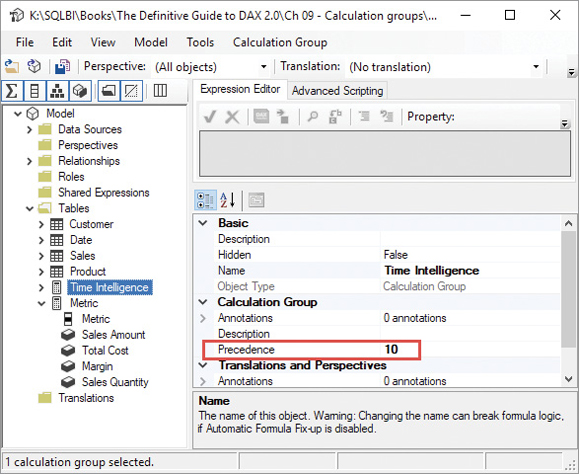 K:\SQLBI\Books\The Definitive Guide to DAX 2.0\Ch 09 - Calculation groups\...
File Edit View Model Tools Calculation Group
Perspective: (All objects) Translation: (No translation)
Expression Editor Advanced Scripting
Property:
Model
Data Sources
Perspectives
Relationships
Roles
Shared Expressions
Tables
Customer
Date
Sales
Product
Time Intelligence
Metric
Metric
Sales Amount
Total Cost
Margin
Sales Quantity
Translations
Basic
Description
Hidden False
Name Time Intelligence
Object Type Calculation Group
Calculation Group
Annotations 0 annotations
Description
Precedence 10
Translations and Perspectives
Annotations 0 annotations
Name
The name of this object. Warning: Changing the name can break formula logic,
if Automatic Formula Fix-up is disabled.
1 calculation group selected.